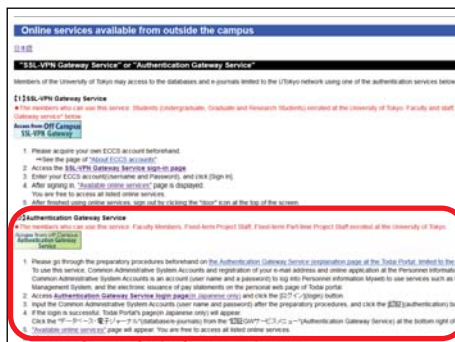 Online services available from outside the campus
日本語
"SSL-VPN Gateway Service" or "Authentication Gateway Service"
Members of the University of Tokyo may access to the databases and e-journals limited to the UTokyo network using one of the authentication services below
【1】SSL-VPN Gateway Service
The members who can use this service: Students (Undergraduate, Graduate and Research Students) enrolled at the University of Tokyo. Faculty and staff
Gateway service" below.
Access from Off Campus
SSL-VPN Gateway
1. Please acquire your own ECCS account beforehand.
⇒See the page of "About ECCS accounts"
2. Access the SSL-VPN Gateway Service sign-in page
3. Enter your ECCS account(username and Password), and click [Sign In].
4. After signing in, "Available online services" page is displayed.
You are free to access all listed online services.
5. After finished using online services, sign out by clicking the "door" icon at the top of the screen.
【2】Authentication Gateway Service
The members who can use this service: Faculty Members, Fixed-term Project Staff, Fixed-term Part-time Project Staff enrolled at the University of Tokyo.
Access from Off Campus
Authentication Gateway
Service
1. Please go through the preparatory procedures beforehand on the Authentication Gateway Service (explanation page at the Todai Portal, limited to the
To use this service, Common Administrative System Accounts and registration of your e-mail address and online application at the Personnel Informatio
Common Administrative System Accounts is an account (user name and a password) to log into Personnel Information Myweb to use services such as
Management System, and the electronic issuance of pay statements on the personal web page of Todai portal.
2. Access Authentication Gateway Service login page(in Japanese only) and click the [ログイン](login) button.
3. Input the Common Administrative System Accounts (user name and password) after the preparatory procedures, and click the [認証](authentication) b
4. If the login is successful, Todai Portal's page(in Japanese only) will appear.
Click the "データベース・電子ジャーナル"(database/e-journals) from the "認証GWサービスメニュー"(Authentication Gateway Service) at the bottom right of
5. "Available online services" page will appear. You are free to access all listed online services.